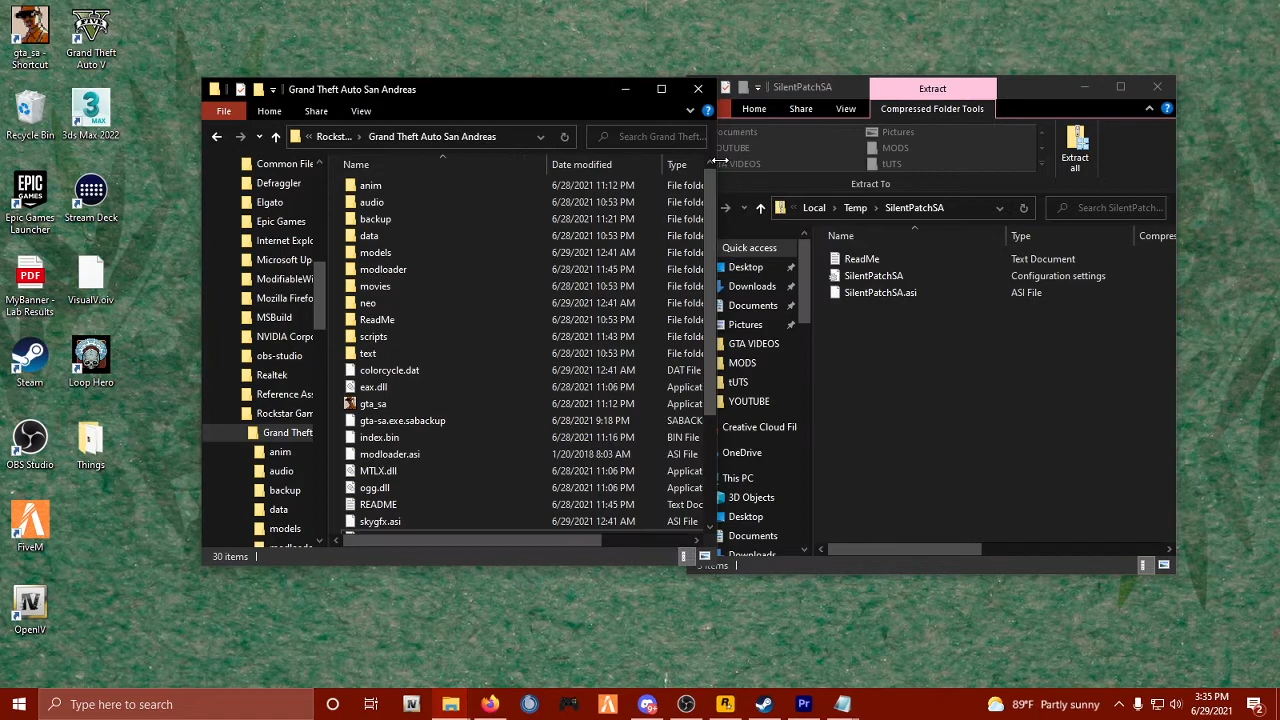 gta_sa -
Shortcut
Grand Theft
Auto V
Recycle Bin
3ds Max 2022
Epic Games
Launcher
Stream Deck
PDF
MyBanner -
Lab Results
VisualV.oiv
Steam
Loop Hero
OBS Studio
Things
FiveM
OpenIV
Grand Theft Auto San Andreas
File
Home
Share
View
Rockst...
Grand Theft Auto San Andreas
Search Grand Theft...
Common File
Defraggler
Elgato
Epic Games
Internet Explo
Microsoft Up
ModifiableWi
Mozilla Firefo
MSBuild
NVIDIA Corpo
obs-studio
Realtek
Reference Ass
Rockstar Gam
Grand Theft
anim
audio
backup
data
models
Name
Date modified
Type
anim 6/28/2021 11:12 PM File folde
audio 6/28/2021 10:53 PM File folde
backup 6/28/2021 11:21 PM File folde
data 6/28/2021 10:53 PM File folde
models 6/29/2021 12:41 AM File folde
modloader 6/28/2021 11:45 PM File folde
movies 6/28/2021 10:53 PM File folde
neo 6/29/2021 12:41 AM File folde
ReadMe 6/28/2021 10:53 PM File folde
scripts 6/28/2021 11:43 PM File folde
text 6/28/2021 10:53 PM File folde
colorcycle.dat 6/29/2021 12:41 AM DAT File
eax.dll 6/28/2021 11:06 PM Applicat
gta_sa 6/28/2021 11:12 PM Applicat
gta-sa.exe.sabackup 6/28/2021 9:18 PM SABACK
index.bin 6/28/2021 11:16 PM BIN File
modloader.asi 1/20/2018 8:03 AM ASI File
MTLX.dll 6/28/2021 11:06 PM Applicat
ogg.dll 6/28/2021 11:06 PM Applicat
README 6/28/2021 11:45 PM Text Doc
skygfx.asi 6/29/2021 12:41 AM ASI File
30 items
SilentPatchSA
Extract
Home
Share
View
Compressed Folder Tools
ocuments
OUTUBE
TA VIDEOS
Pictures
MODS
tUTS
Extract
all
Extract To
Local
Temp
SilentPatchSA
Search SilentPatc...
Quick access
Desktop
Downloads
Documents
Pictures
GTA VIDEOS
MODS
tUTS
YOUTUBE
Creative Cloud Fil
OneDrive
This PC
3D Objects
Desktop
Documents
Downloads
Name
Type
Compres
ReadMe Text Document
SilentPatchSA Configuration settings
SilentPatchSA.asi ASI File
items
Type here to search
9+
Pr
89°F Partly sunny
3:35 PM
6/29/2021
2